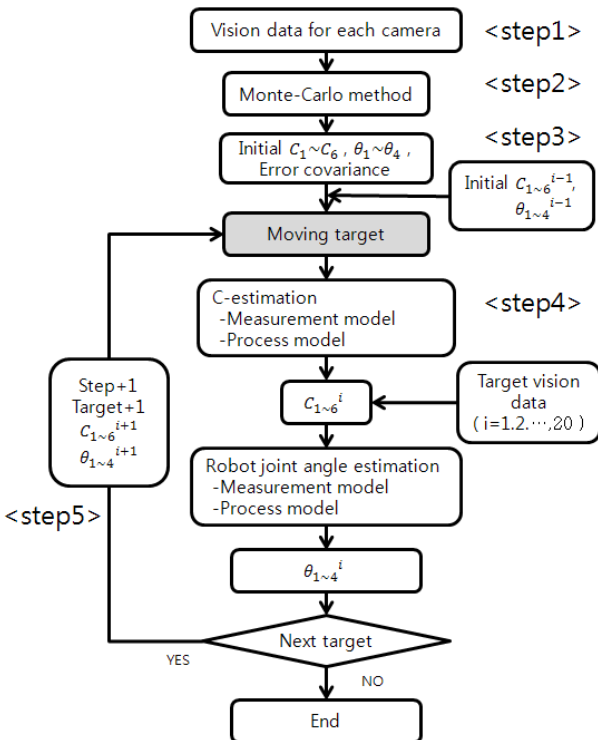 Vision data for each camera
<step1>
Monte-Carlo method
<step2>
<step3>
Initial C₁~C₆ , θ₁~θ₄ ,
Error covariance
Initial C₁~₆ⁱ⁻¹,
θ₁~₄ⁱ⁻¹
Moving target
C-estimation
-Measurement model
-Process model
<step4>
Step+1
Target+1
C₁~₆ⁱ⁺¹
θ₁~₄ⁱ⁺¹
C₁~₆ⁱ
Target vision
data
( i=1.2.⋯,20 )
Robot joint angle estimation
-Measurement model
-Process model
<step5>
θ₁~₄ⁱ
Next target
YES
NO
End